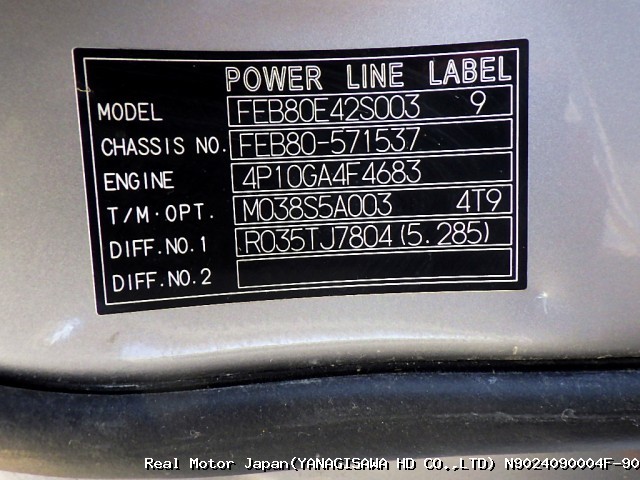 POWER LINE LABEL
MODEL FEB80E42S003 9
CHASSIS NO. FEB80-571537
ENGINE 4P10GA4F4683
T/M·OPT. M038S5A003 4T9
DIFF.NO.1 R035TJ7804(5.285)
DIFF.NO.2
Real Motor Japan(YANAGISAWA HD CO.,LTD) N9024090004F-90